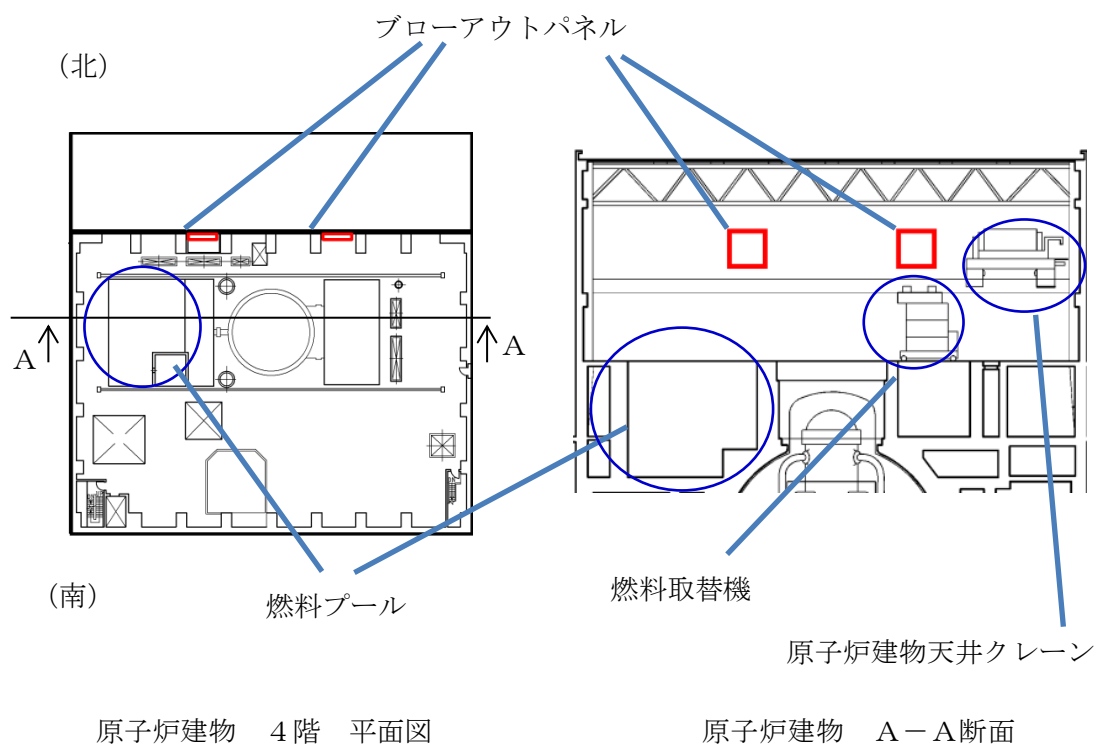 ブローアウトパネル
（北）
A
A
（南）
燃料プール
燃料取替機
原子炉建物天井クレーン
原子炉建物　４階　平面図
原子炉建物　A－A断面